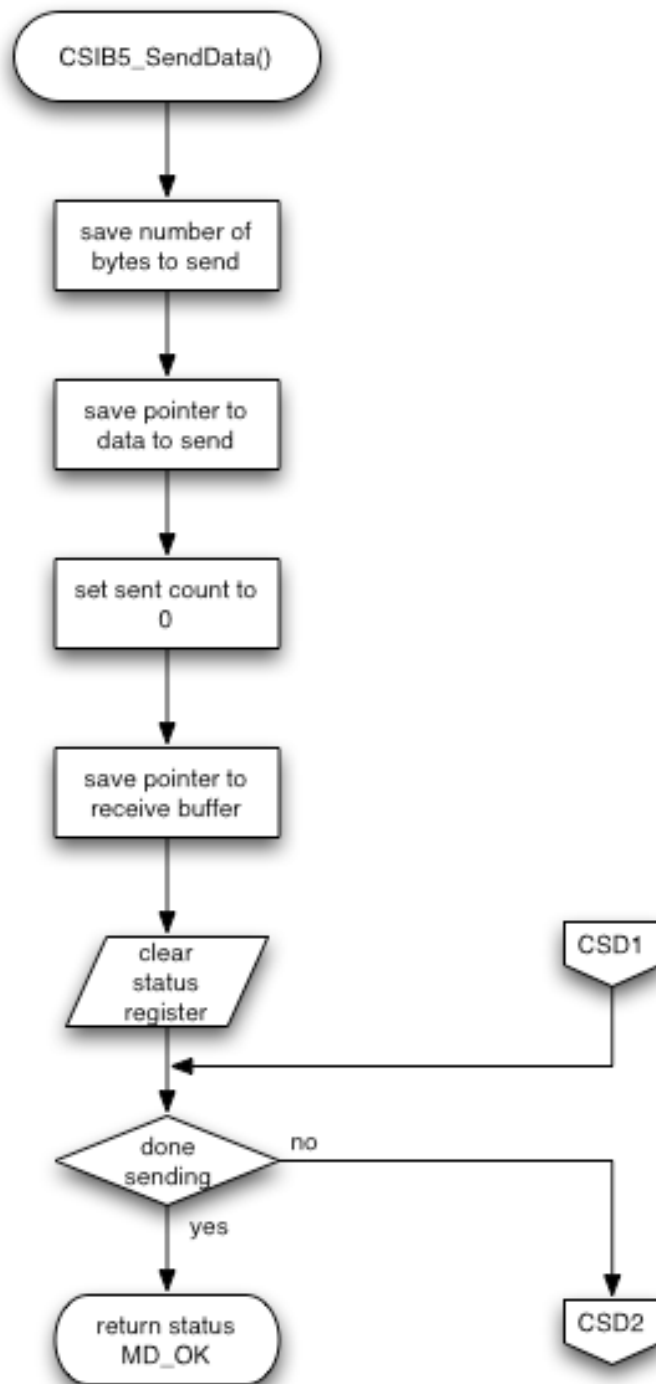 CSIB5_SendData()
save number of
bytes to send
save pointer to
data to send
set sent count to
0
save pointer to
receive buffer
clear
status
register
CSD1
done
sending
no
yes
return status
MD_OK
CSD2